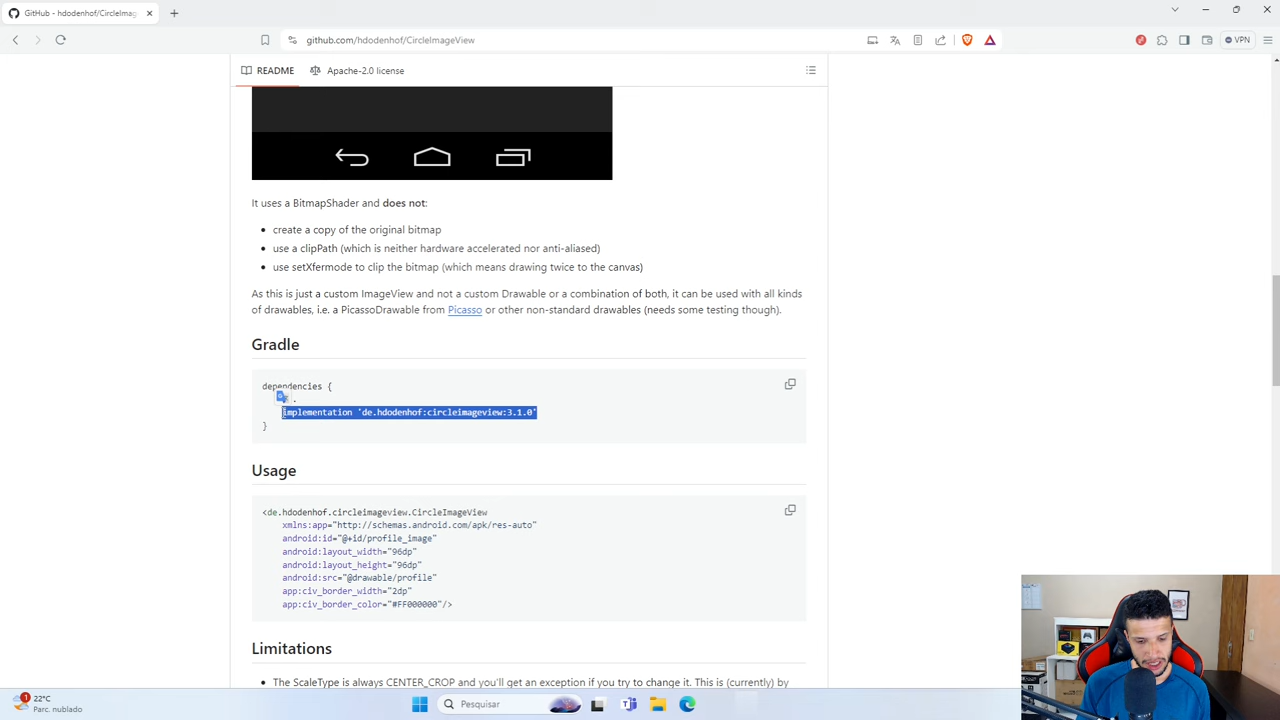 GitHub - hdodenhof/CircleImag
github.com/hdodenhof/CircleImageView
VPN
README
Apache-2.0 license
It uses a BitmapShader and does not:
create a copy of the original bitmap
use a clipPath (which is neither hardware accelerated nor anti-aliased)
use setXfermode to clip the bitmap (which means drawing twice to the canvas)
As this is just a custom ImageView and not a custom Drawable or a combination of both, it can be used with all kinds
of drawables, i.e. a PicassoDrawable from Picasso or other non-standard drawables (needs some testing though).
Gradle
dependencies {
.
implementation 'de.hdodenhof:circleimageview:3.1.0'
}
Usage
<de.hdodenhof.circleimageview.CircleImageView
xmlns:app="http://schemas.android.com/apk/res-auto"
android:id="@+id/profile_image"
android:layout_width="96dp"
android:layout_height="96dp"
android:src="@drawable/profile"
app:civ_border_width="2dp"
app:civ_border_color="#FF000000"/>
Limitations
The ScaleType is always CENTER_CROP and you'll get an exception if you try to change it. This is (currently) by
1
22°C
Parc. nublado
Pesquisar